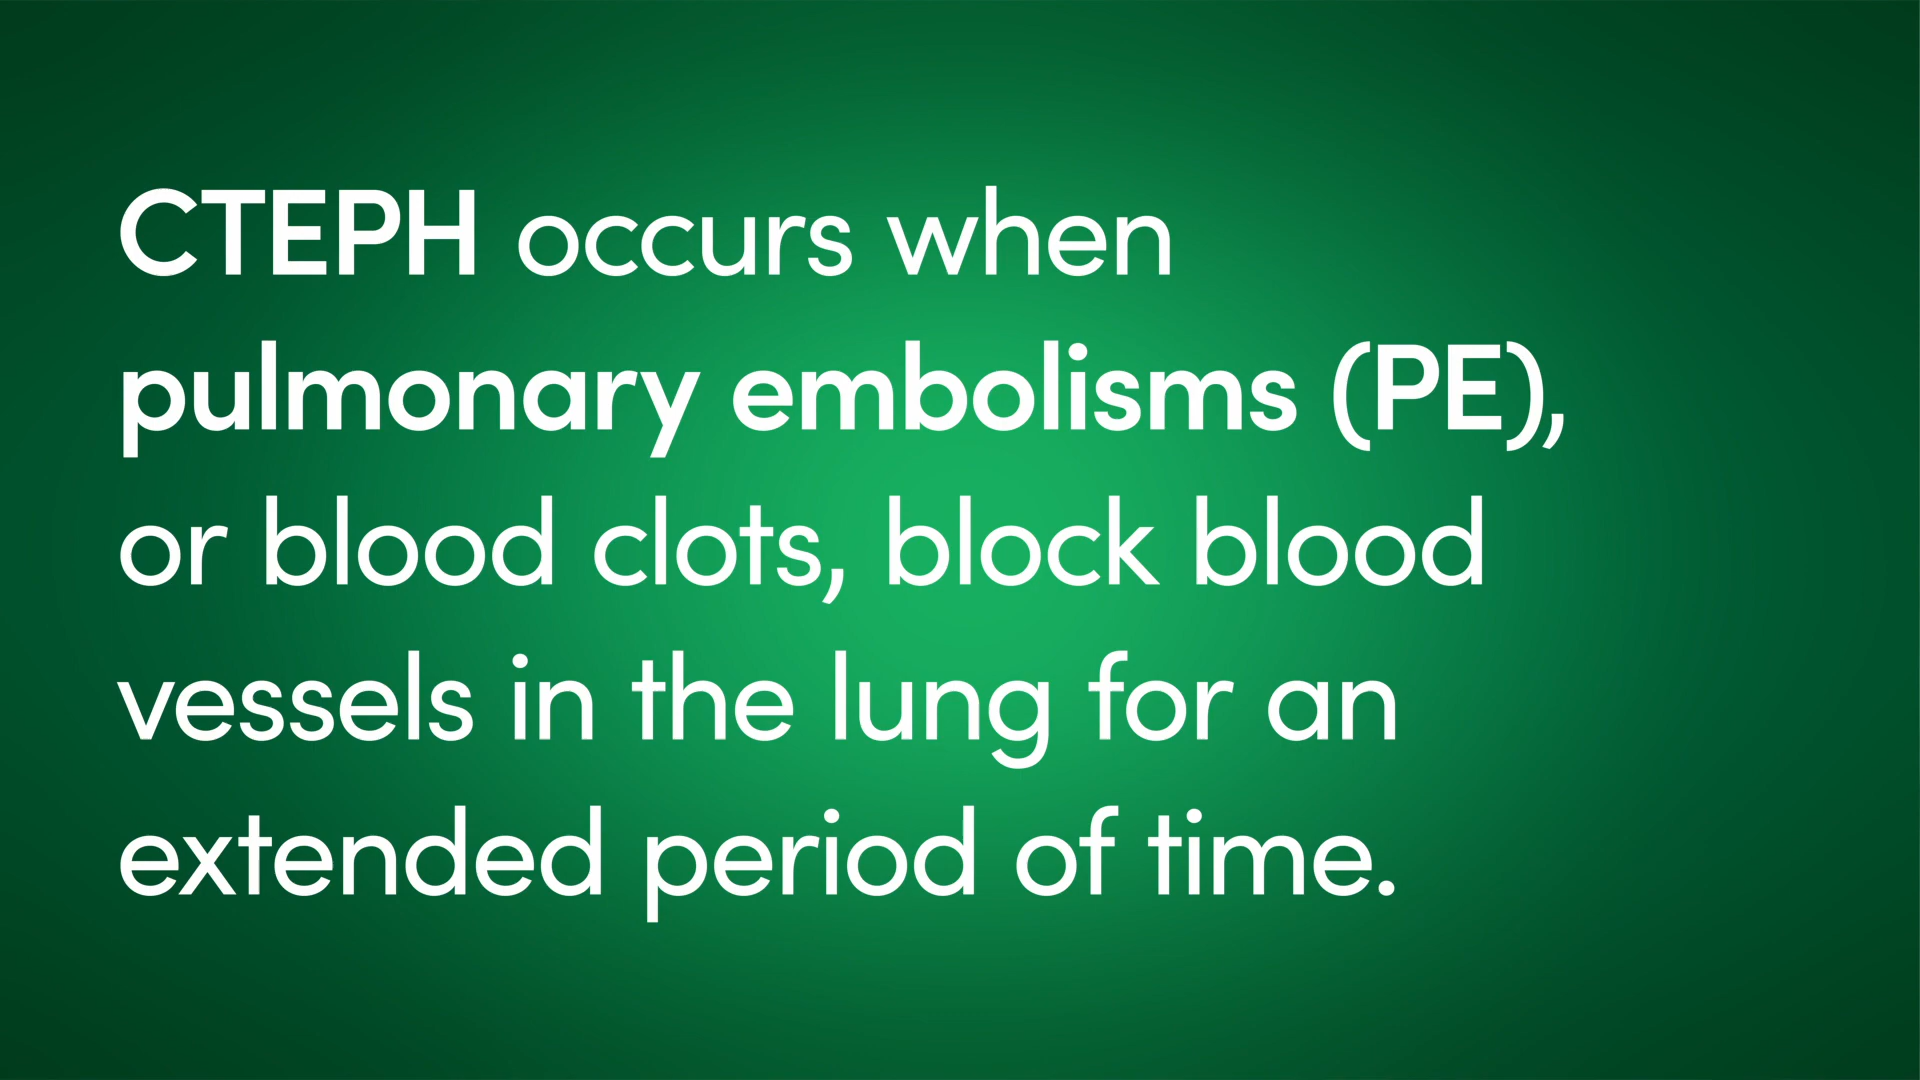 CTEPH occurs when
pulmonary embolisms (PE),
or blood clots, block blood
vessels in the lung for an
extended period of time.